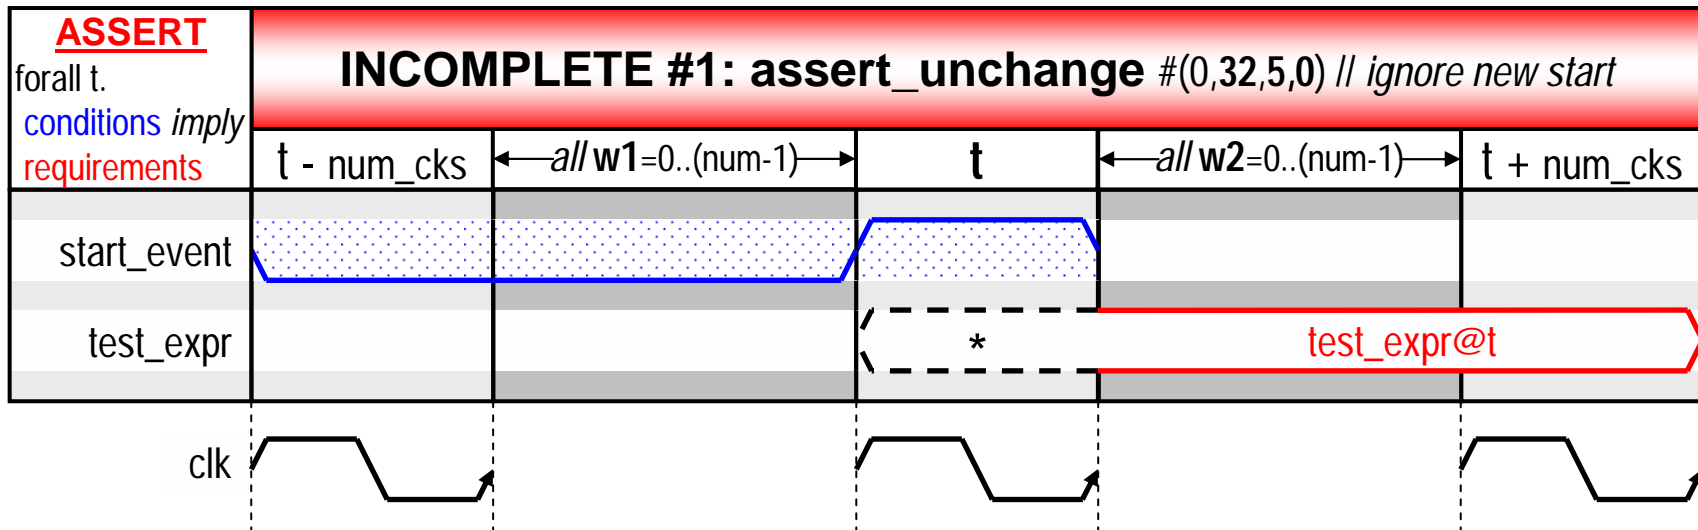 ASSERT
forall t.
conditions imply
requirements
INCOMPLETE #1: assert_unchange #(0,32,5,0) // ignore new start
t - num_cks
all w1=0..(num-1)
t
all w2=0..(num-1)
t + num_cks
start_event
test_expr
*
test_expr@t
clk